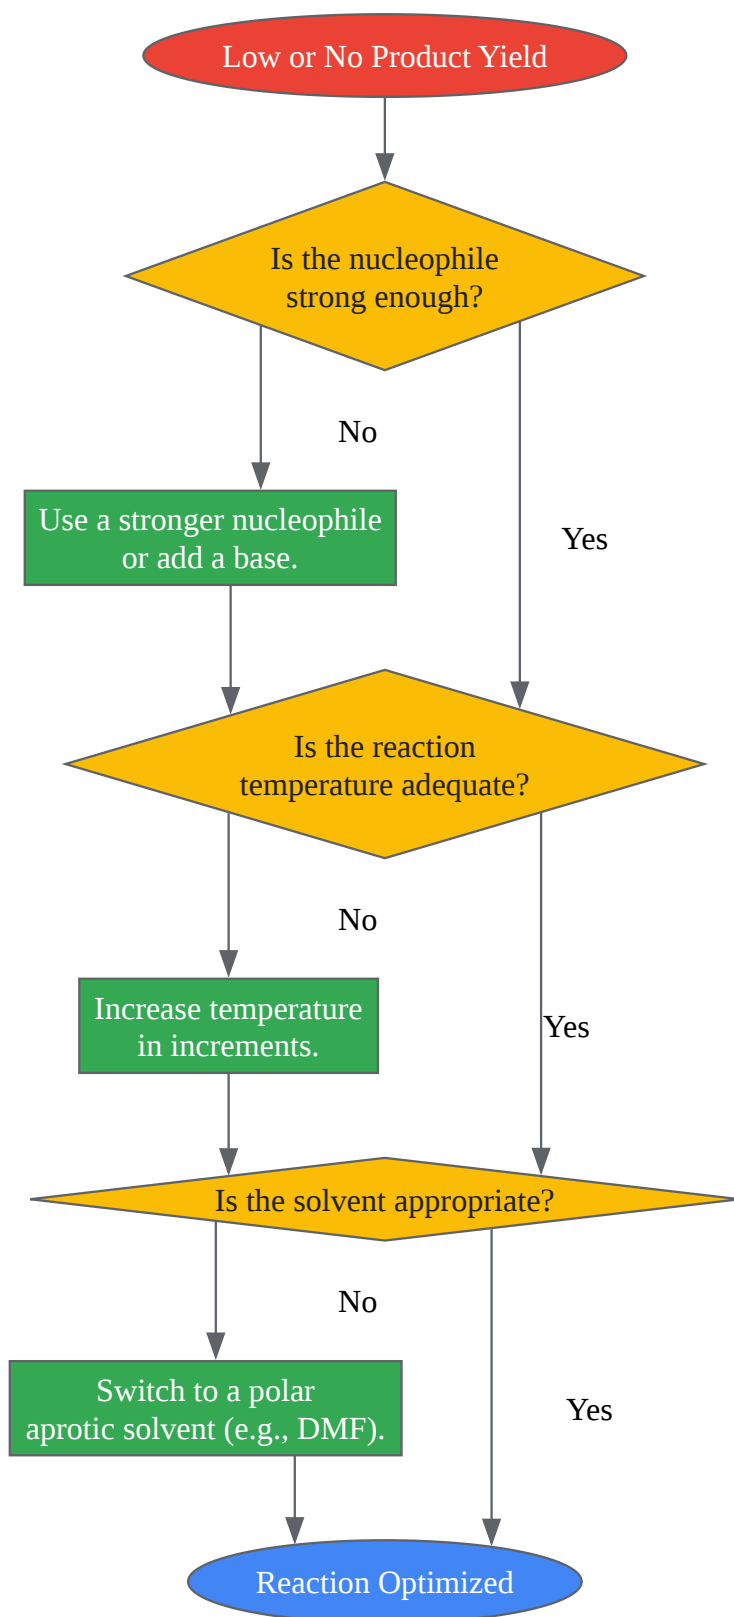 Low or No Product Yield
Is the nucleophile
strong enough?
No
Use a stronger nucleophile
or add a base.
Yes
Is the reaction
temperature adequate?
No
Increase temperature
in increments.
Yes
Is the solvent appropriate?
No
Switch to a polar
aprotic solvent (e.g., DMF).
Yes
Reaction Optimized